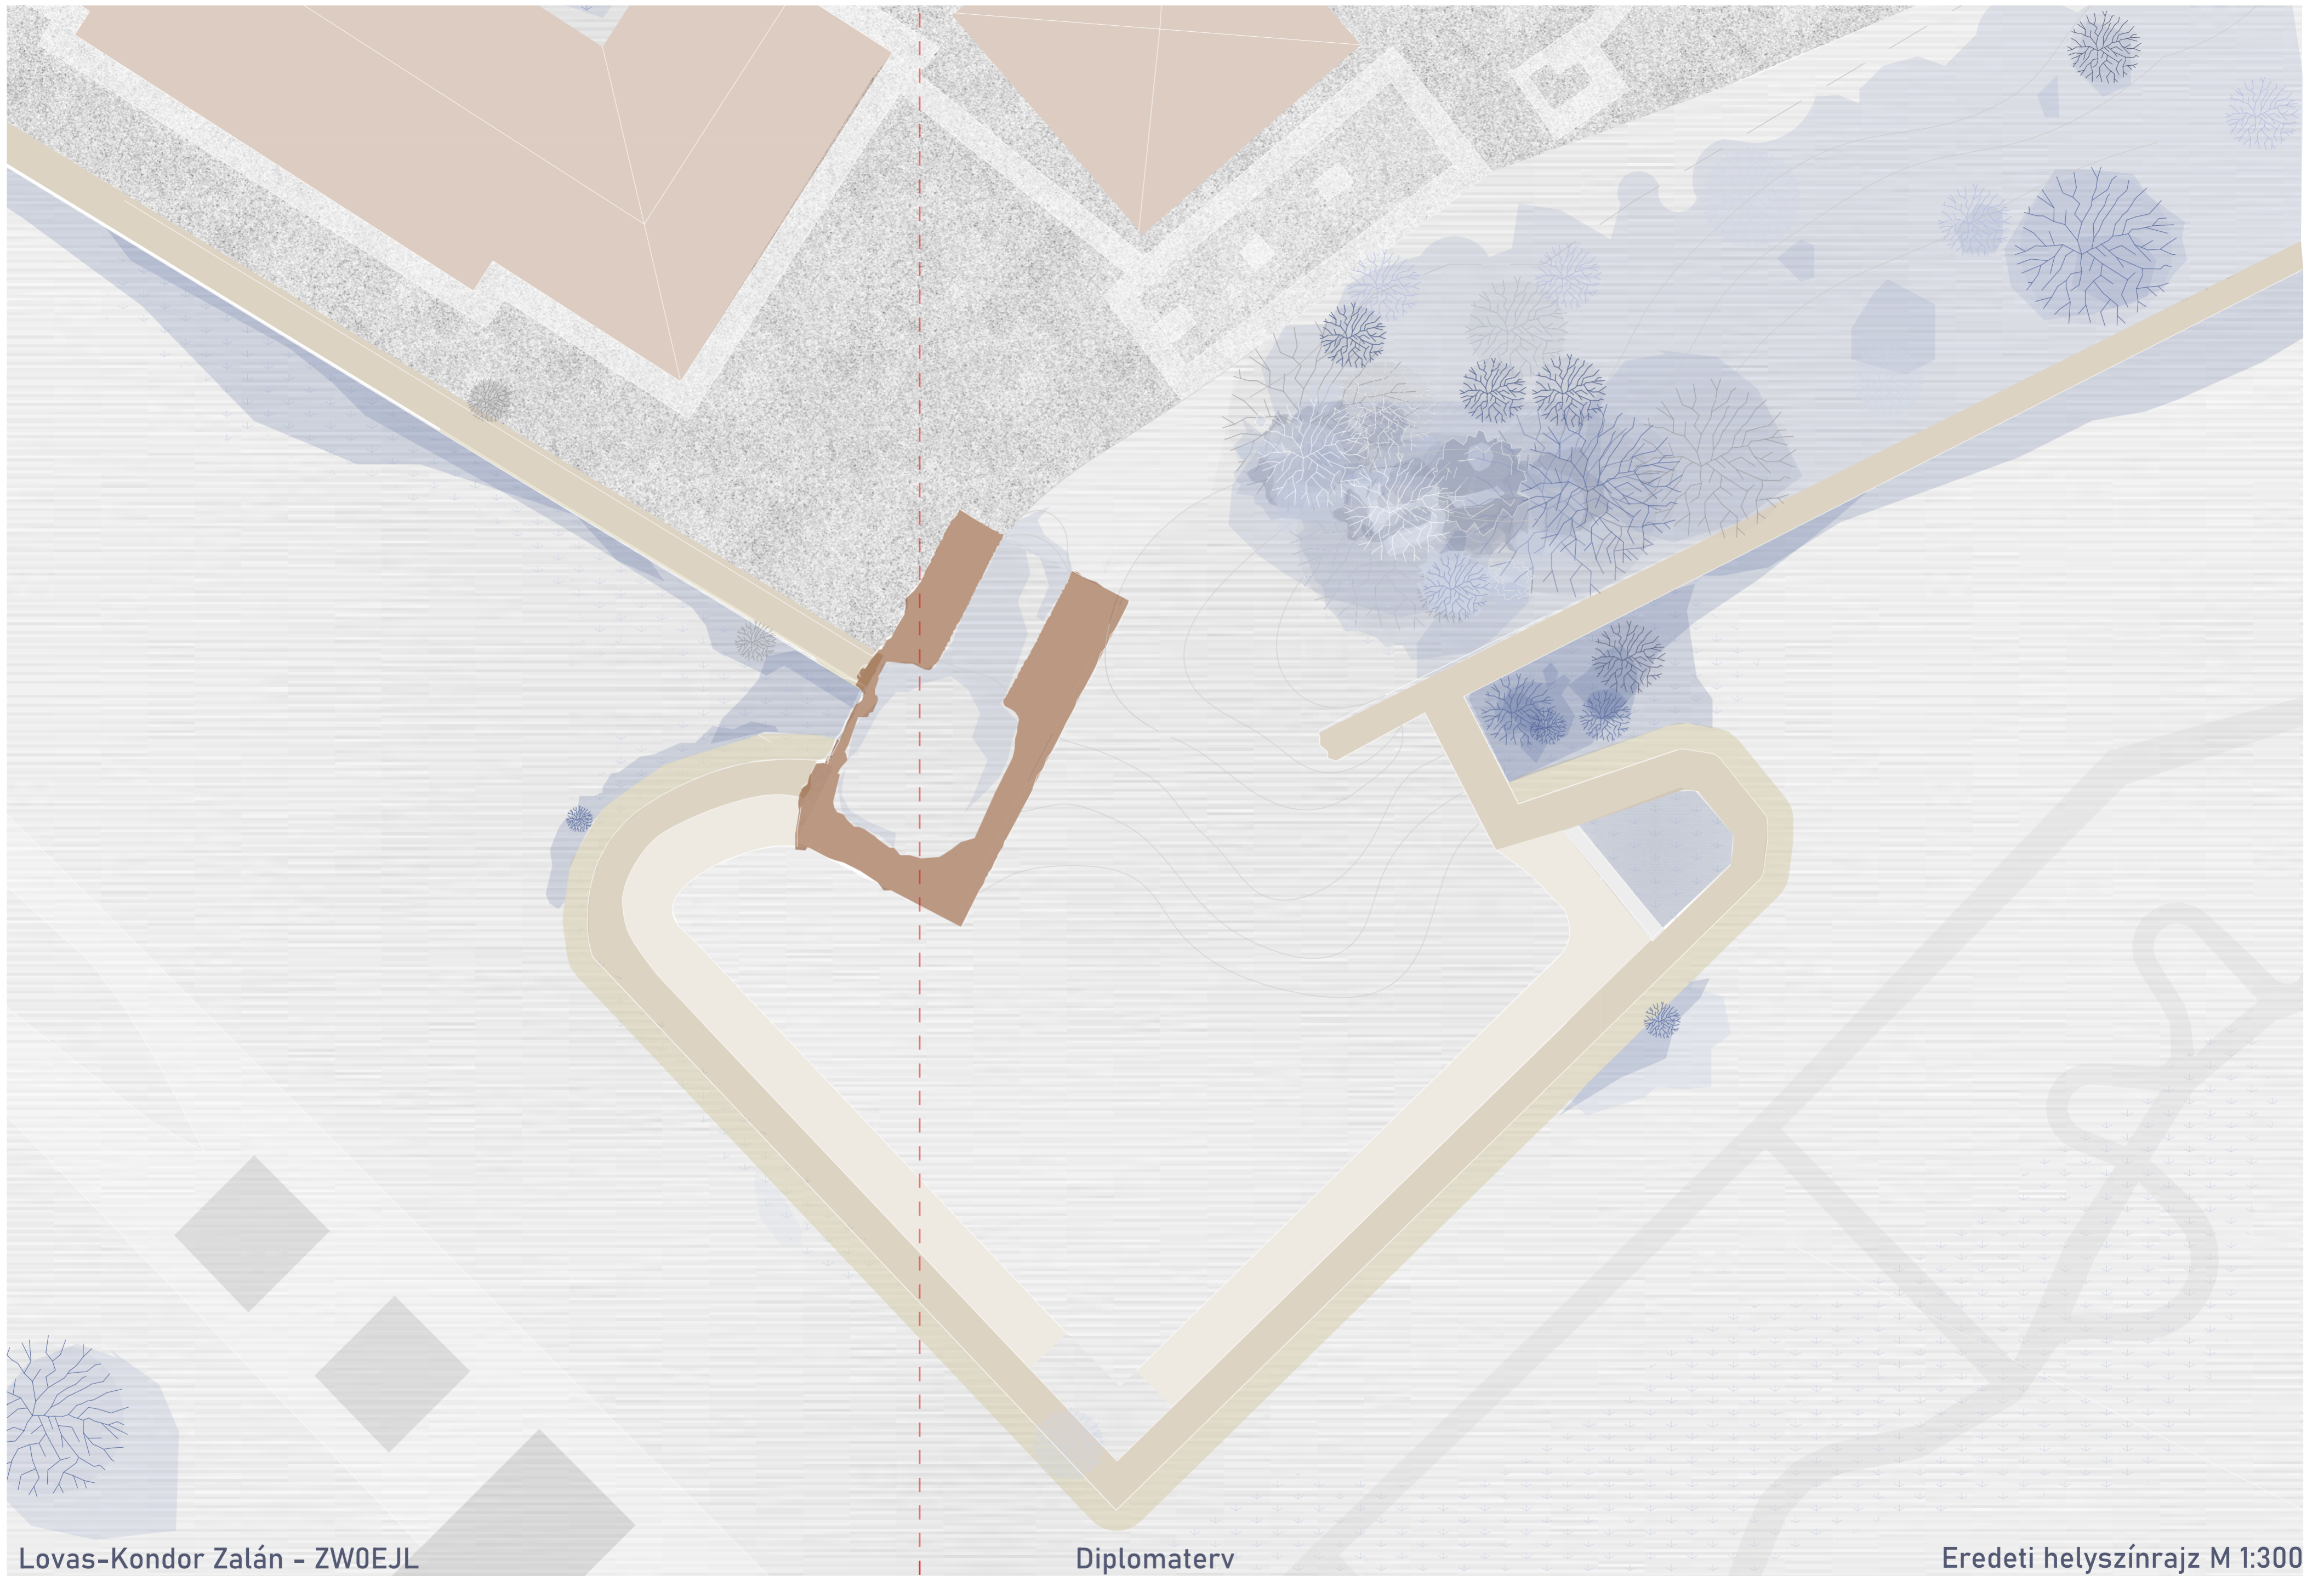 Lovas-Kondor Zalán - ZW0EJL
Diplomaterv
Eredeti helyszínrajz M 1:300